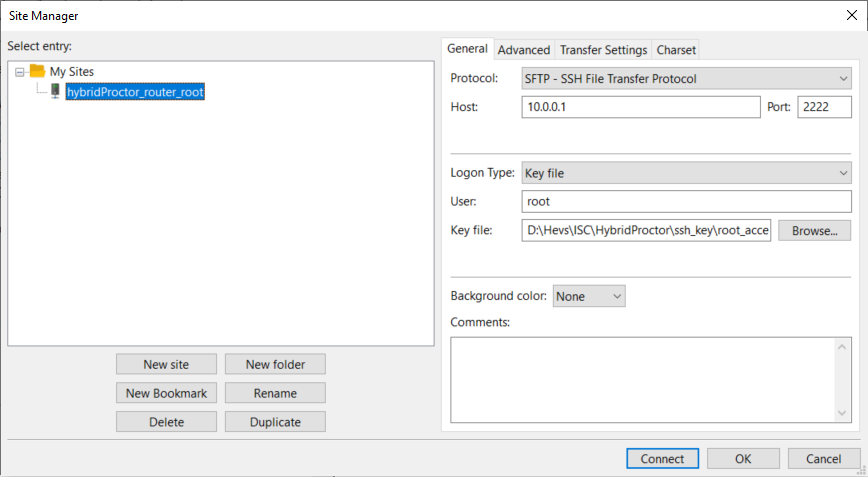 Site Manager
Select entry:
My Sites
hybridProctor_router_root
New site New folder
New Bookmark Rename
Delete Duplicate
General Advanced Transfer Settings Charset
Protocol: SFTP - SSH File Transfer Protocol
Host: 10.0.0.1 Port: 2222
Logon Type: Key file
User: root
Key file: D:\Hevs\ISC\HybridProctor\ssh_key\root_acce Browse...
Background color: None
Comments:
Connect OK Cancel